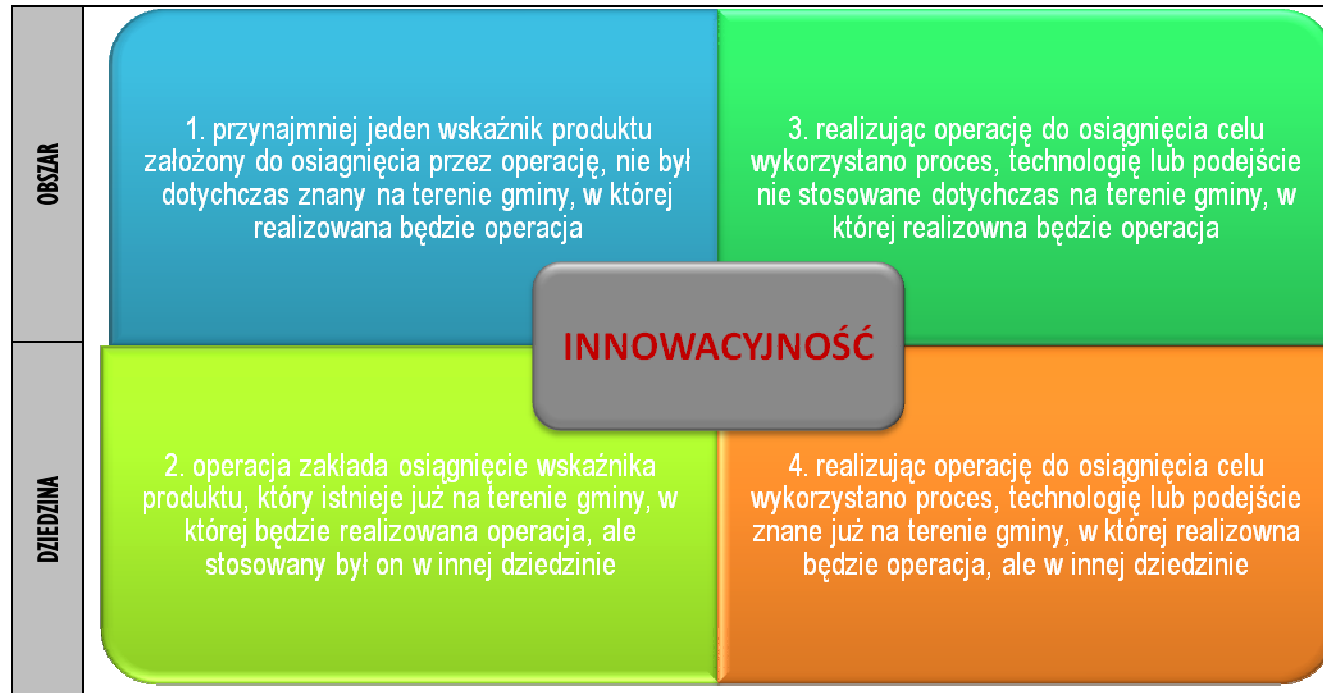 OBSZAR
1. przynajmniej jeden wskaźnik produktu
założony do osiagnięcia przez operację, nie był
dotychczas znany na terenie gminy, w której
realizowana będzie operacja
3. realizując operację do osiągnięcia celu
wykorzystano proces, technologię lub podejście
nie stosowane dotychczas na terenie gminy, w
której realizowna będzie operacja
INNOWACYJNOŚĆ
DZIEDZINA
2. operacja zakłada osiągnięcie wskaźnika
produktu, który istnieje już na terenie gminy, w
której będzie realizowana operacja, ale
stosowany był on w innej dziedzinie
4. realizując operację do osiągnięcia celu
wykorzystano proces, technologię lub podejście
znane już na terenie gminy, w której realizowna
będzie operacja, ale w innej dziedzinie